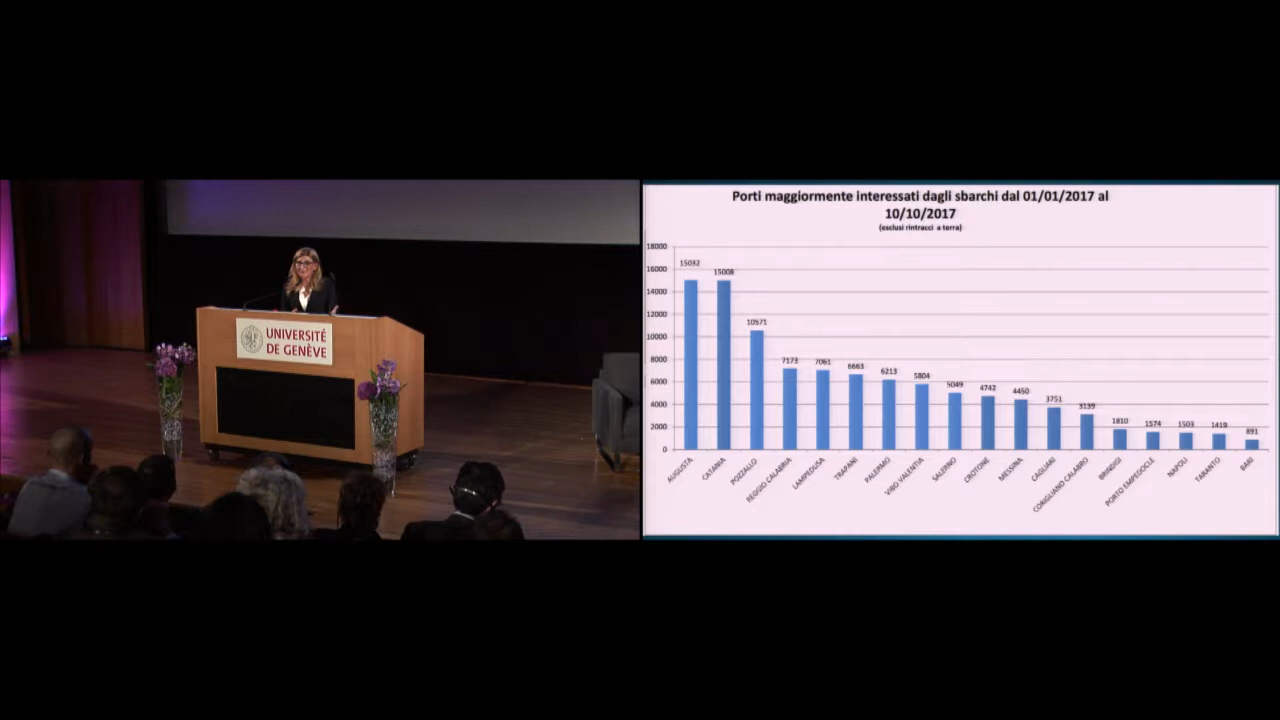 UNIVERSITÉ
DE GENÈVE
Porti maggiormente interessati dagli sbarchi dal 01/01/2017 al
10/10/2017
(esclusi rintracci a terra)
18000
16000
14000
12000
10000
8000
6000
4000
2000
0
15032
15008
10571
7173
7061
6663
6213
5804
5049
4742
4450
3751
3139
1810
1574
1503
1419
891
AUGUSTA
CATANIA
POZZALLO
REGGIO CALABRIA
LAMPEDUSA
TRAPANI
PALERMO
VIBO VALENTIA
SALERNO
CROTONE
MESSINA
CAGLIARI
CORIGLIANO CALABRO
BRINDISI
PORTO EMPEDOCLE
NAPOLI
TARANTO
BARI